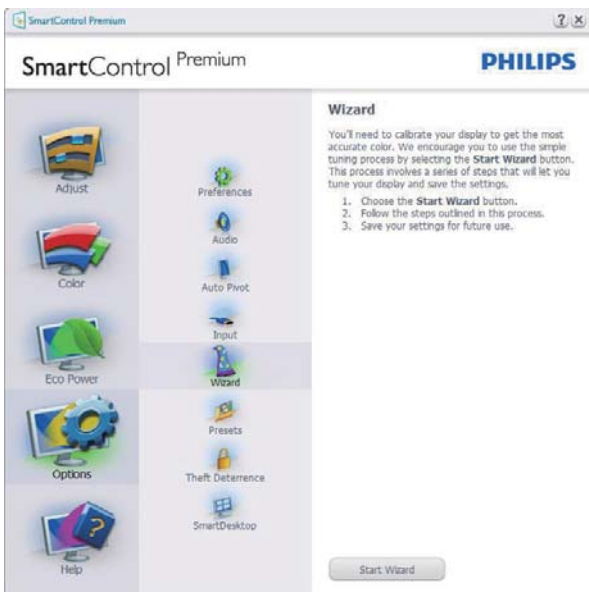 SmartControl Premium
? X
SmartControl Premium
PHILIPS
Adjust
Color
Eco Power
Options
Help
Preferences
Audio
Auto Pivot
Input
Wizard
Presets
Theft Deterrence
SmartDesktop
Wizard
You'll need to calibrate your display to get the most
accurate color. We encourage you to use the simple
tuning process by selecting the Start Wizard button.
This process involves a series of steps that will let you
tune your display and save the settings.
1. Choose the Start Wizard button.
2. Follow the steps outlined in this process.
3. Save your settings for future use.
Start Wizard